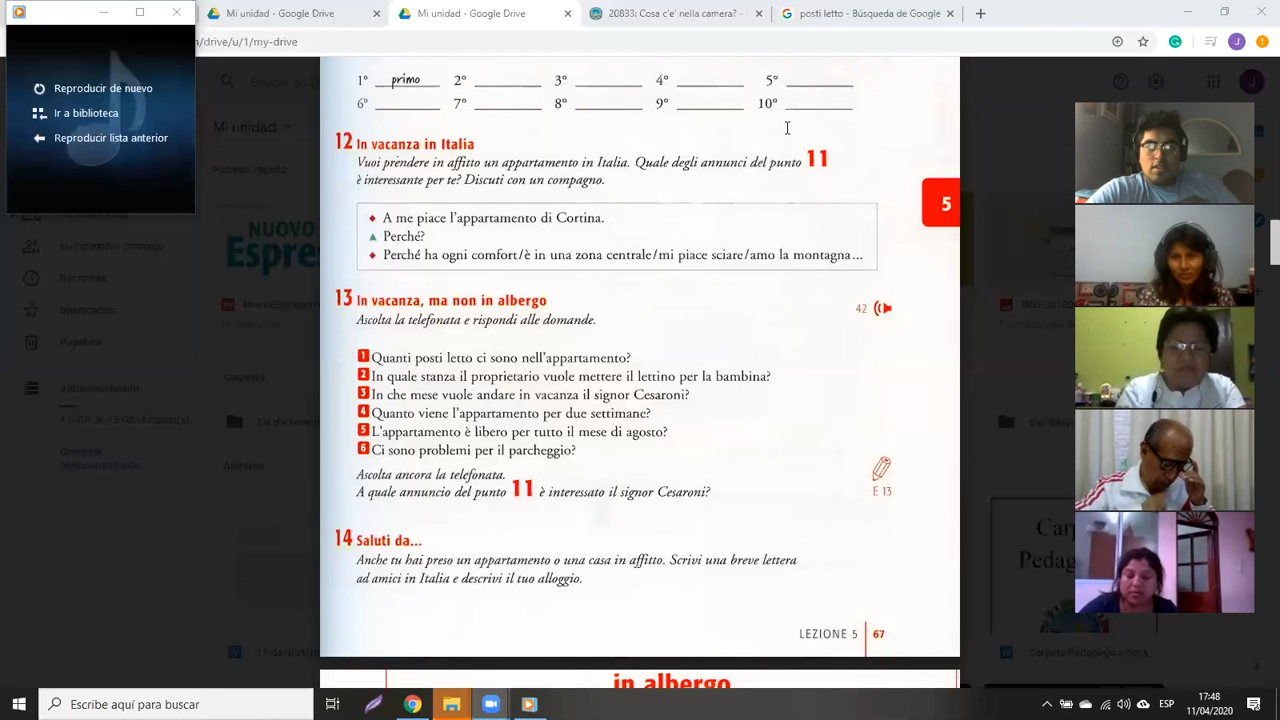 Mi unidad - Google Drive
Mi unidad - Google Drive
20833: Cosa c'e' nella camera? -
posti letto - Búsqueda de Google
n/drive/u/1/my-drive
Reproducir de nuevo
Ir a biblioteca
Reproducir lista anterior
Mi unidad
NUOVO
Espre
1° primo 2° 3° 4° 5°
6° 7° 8° 9° 10°
12 In vacanza in Italia
Vuoi prendere in affitto un appartamento in Italia. Quale degli annunci del punto 11
è interessante per te? Discuti con un compagno.
5
A me piace l'appartamento di Cortina.
Perché?
Perché ha ogni comfort/è in una zona centrale/mi piace sciare/amo la montagna...
13 In vacanza, ma non in albergo
42
Ascolta la telefonata e rispondi alle domande.
1 Quanti posti letto ci sono nell'appartamento?
2 In quale stanza il proprietario vuole mettere il lettino per la bambina?
3 In che mese vuole andare in vacanza il signor Cesaroni?
4 Quanto viene l'appartamento per due settimane?
5 L'appartamento è libero per tutto il mese di agosto?
6 Ci sono problemi per il parcheggio?
Ascolta ancora la telefonata.
A quale annuncio del punto 11 è interessato il signor Cesaroni?
E 13
14 Saluti da...
Anche tu hai preso un appartamento o una casa in affitto. Scrivi una breve lettera
ad amici in Italia e descrivi il tuo alloggio.
LEZIONE 5 67
in albergo
Escribe aquí para buscar
ESP
17:48
11/04/2020